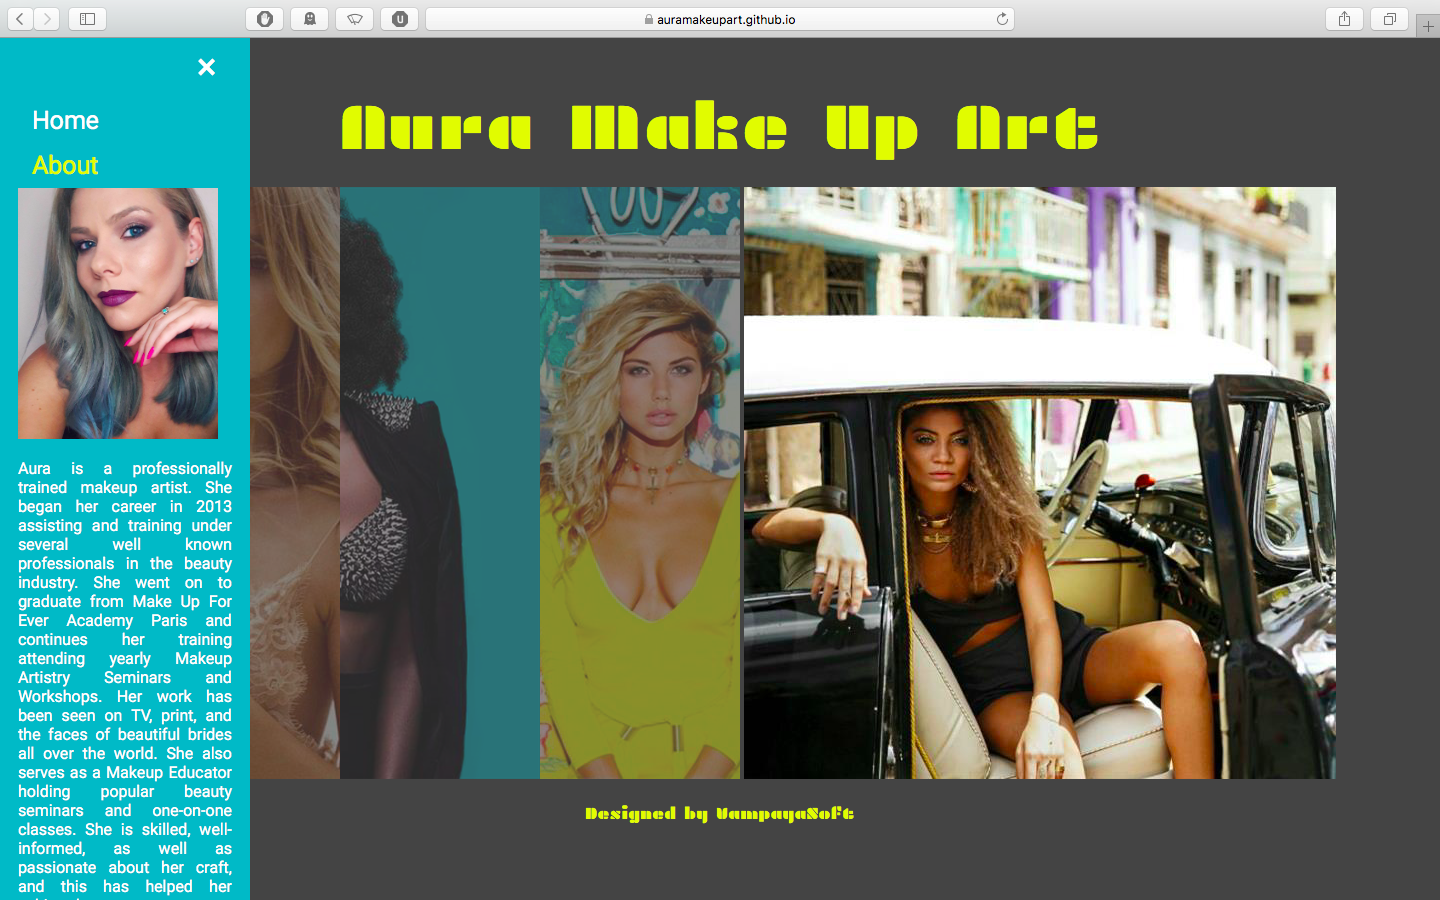 auramakeupart.github.io
Home
About
Aura Make Up Art
Aura is a professionally
trained makeup artist. She
began her career in 2013
assisting and training under
several well known
professionals in the beauty
industry. She went on to
graduate from Make Up For
Ever Academy Paris and
continues her training
attending yearly Makeup
Artistry Seminars and
Workshops. Her work has
been seen on TV, print, and
the faces of beautiful brides
all over the world. She also
serves as a Makeup Educator
holding popular beauty
seminars and one-on-one
classes. She is skilled, well-
informed, as well as
passionate about her craft,
and this has helped her
Designed by VampayaSoft